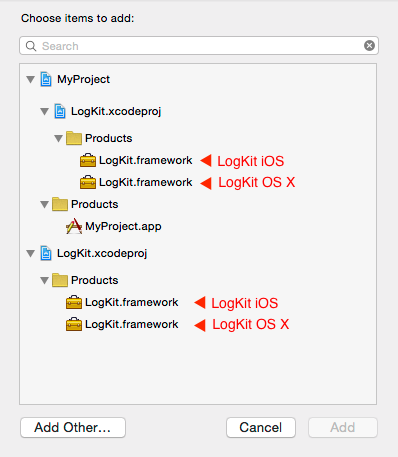 Choose items to add:
Search
MyProject
LogKit.xcodeproj
Products
LogKit.framework LogKit iOS
LogKit.framework LogKit OS X
Products
MyProject.app
LogKit.xcodeproj
Products
LogKit.framework LogKit iOS
LogKit.framework LogKit OS X
Add Other… Cancel Add